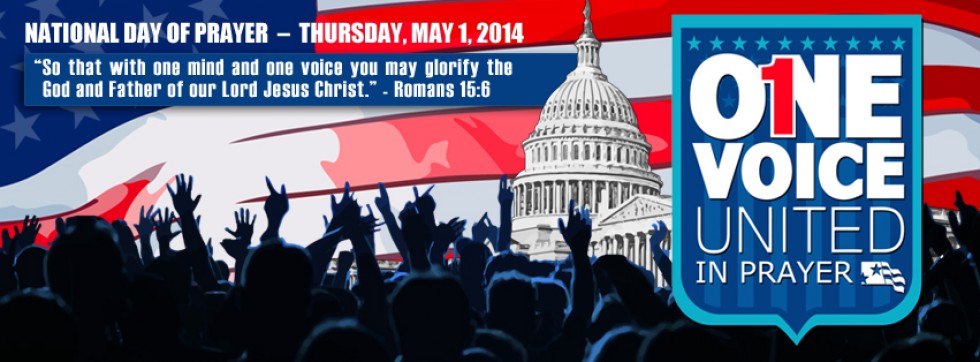 NATIONAL DAY OF PRAYER – THURSDAY, MAY 1, 2014
“So that with one mind and one voice you may glorify the
God and Father of our Lord Jesus Christ.” - Romans 15:6
O1NE
VOICE
UNITED
IN PRAYER